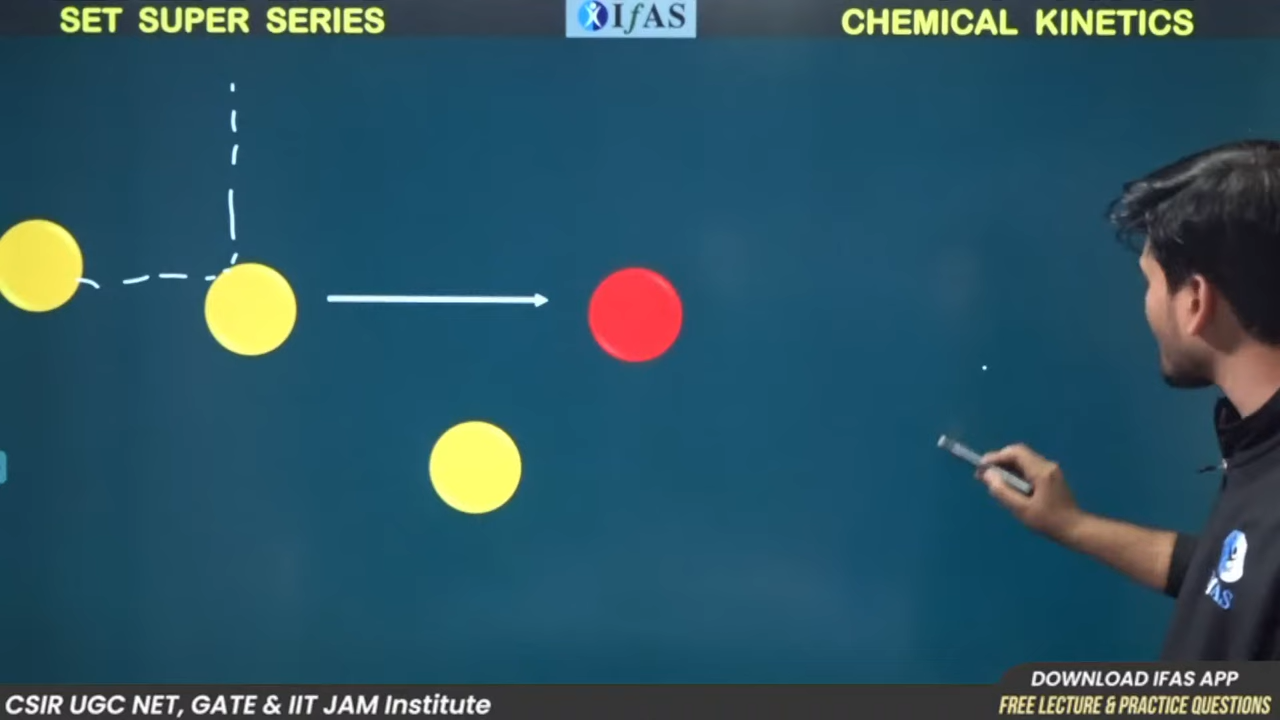 SET SUPER SERIES
IfAS
CHEMICAL KINETICS
IFAS
DOWNLOAD IFAS APP
CSIR UGC NET, GATE & IIT JAM Institute
FREE LECTURE & PRACTICE QUESTIONS